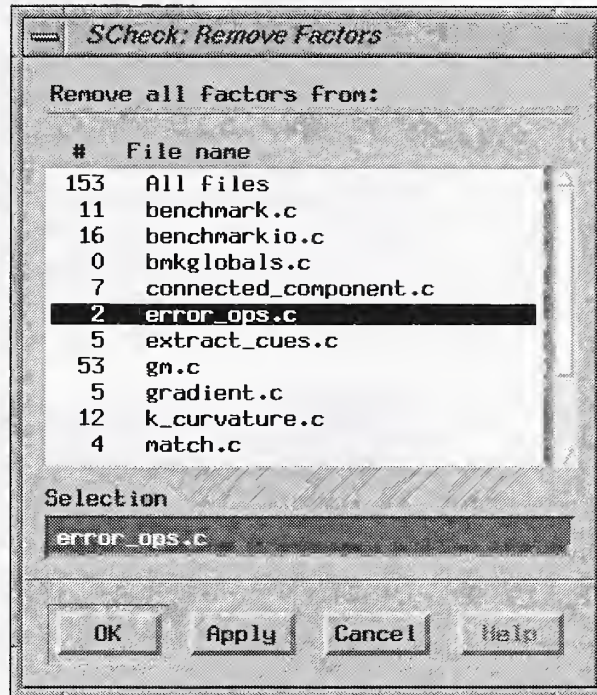 SCheck: Remove Factors
Remove all factors from:
# File name
153 All files
11 benchmark.c
16 benchmarkio.c
0 bmkglobals.c
7 connected_component.c
2 error_ops.c
5 extract_cues.c
53 gm.c
5 gradient.c
12 k_curvature.c
4 match.c
Selection
error_ops.c
OK Apply Cancel Help